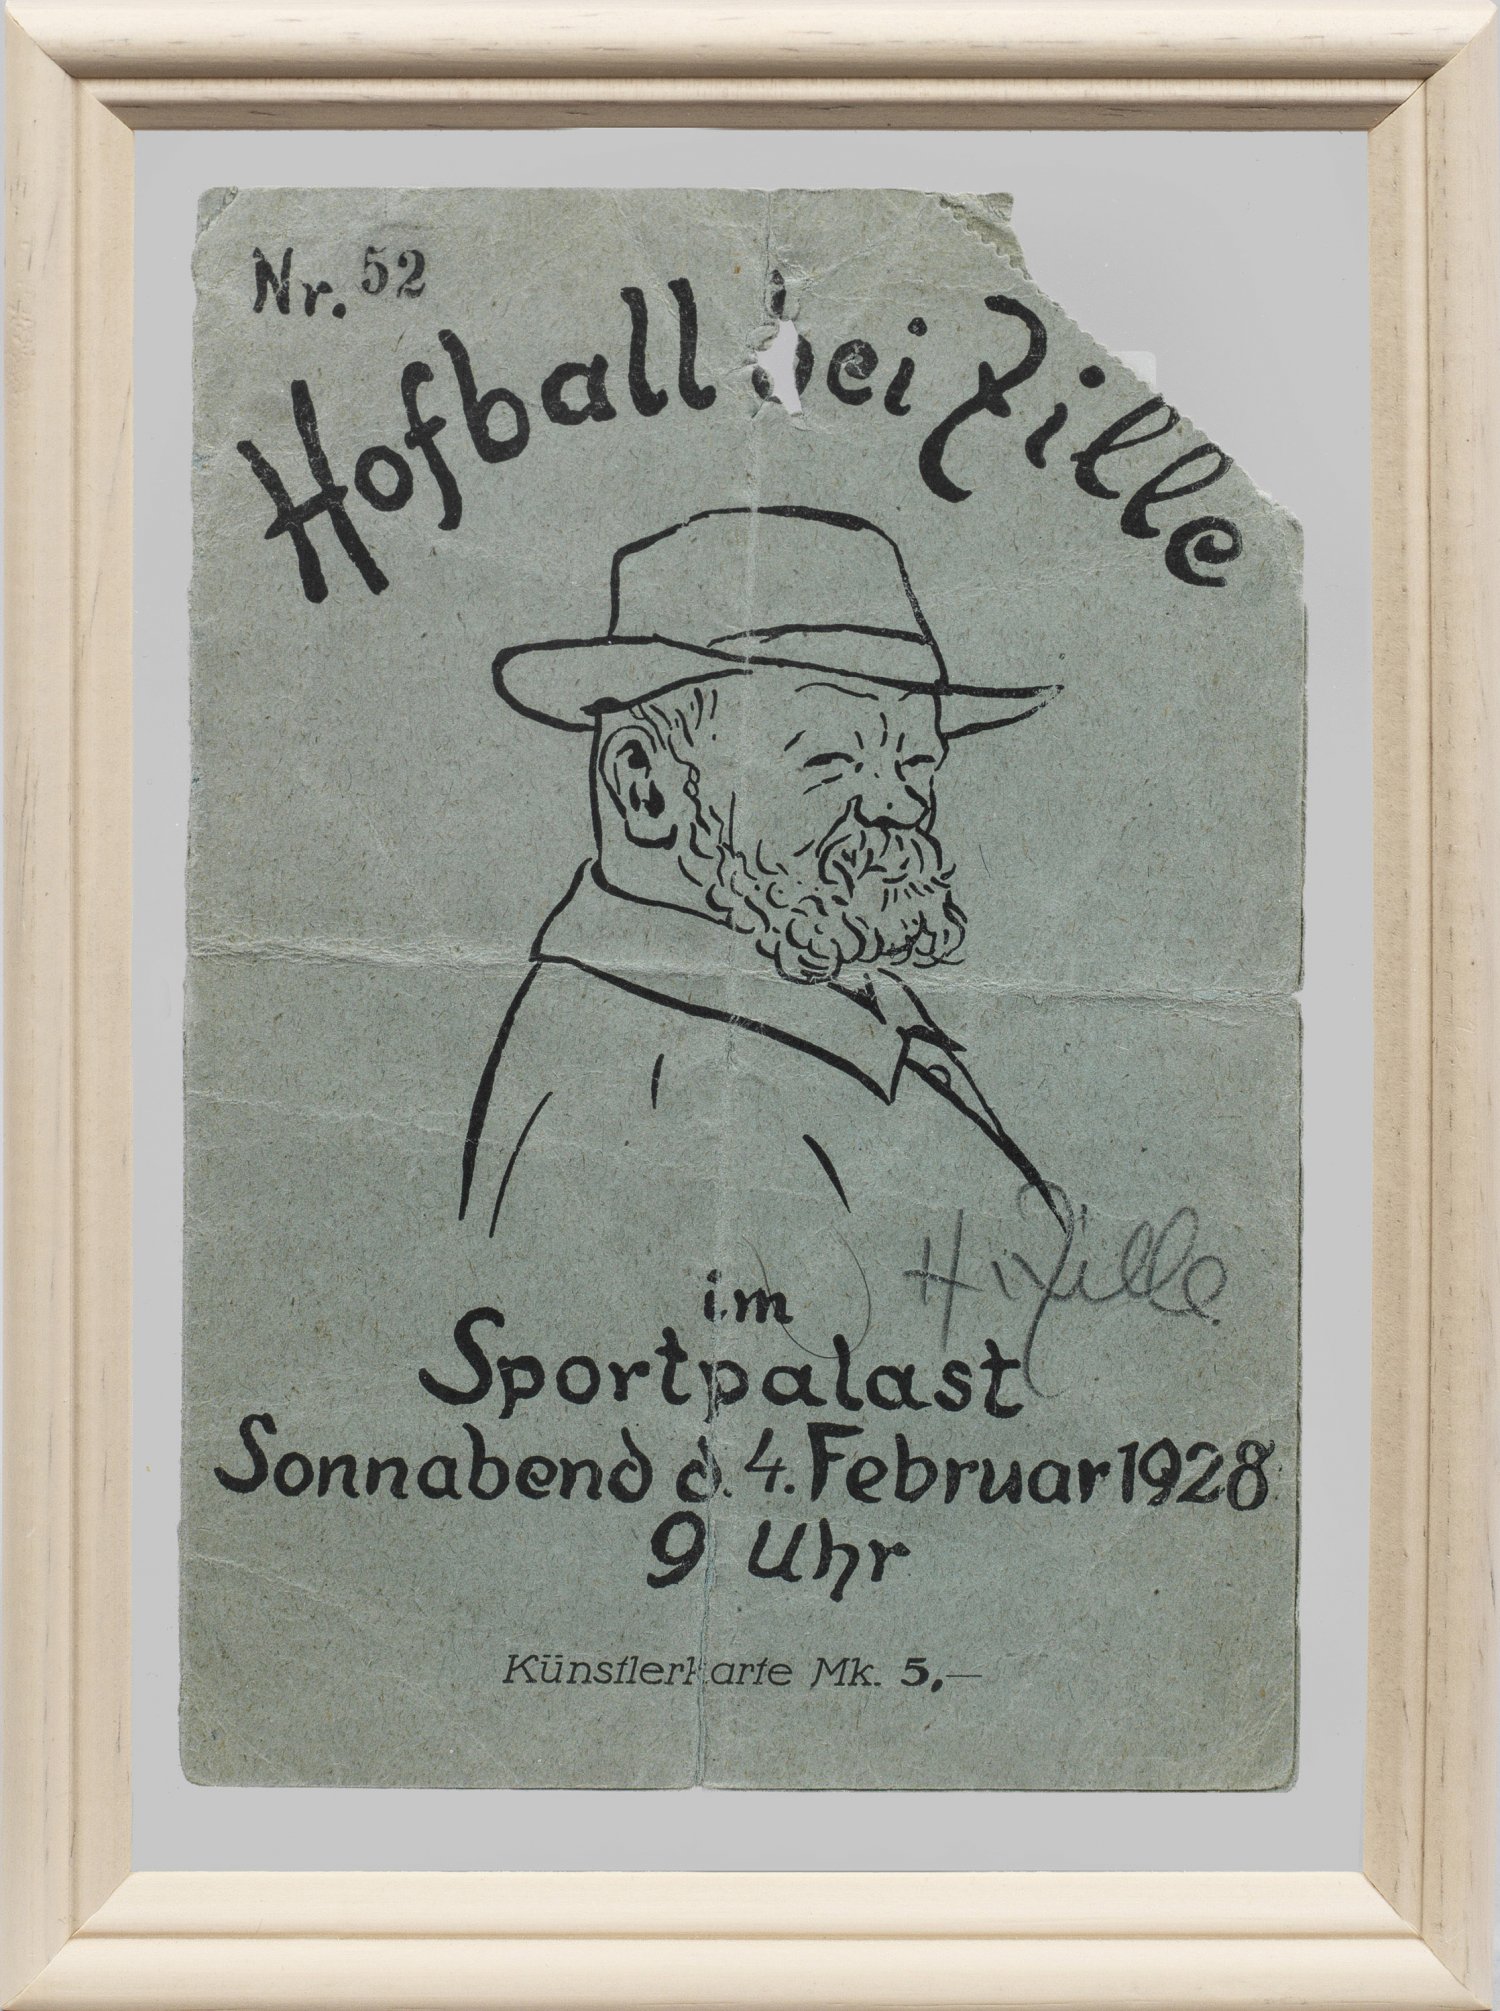 Nr. 52
Hofball bei Zille
H. Zille.
im
Sportpalast
Sonnabend d. 4. Februar 1928
9 Uhr
Künstlerkarte Mk. 5,—